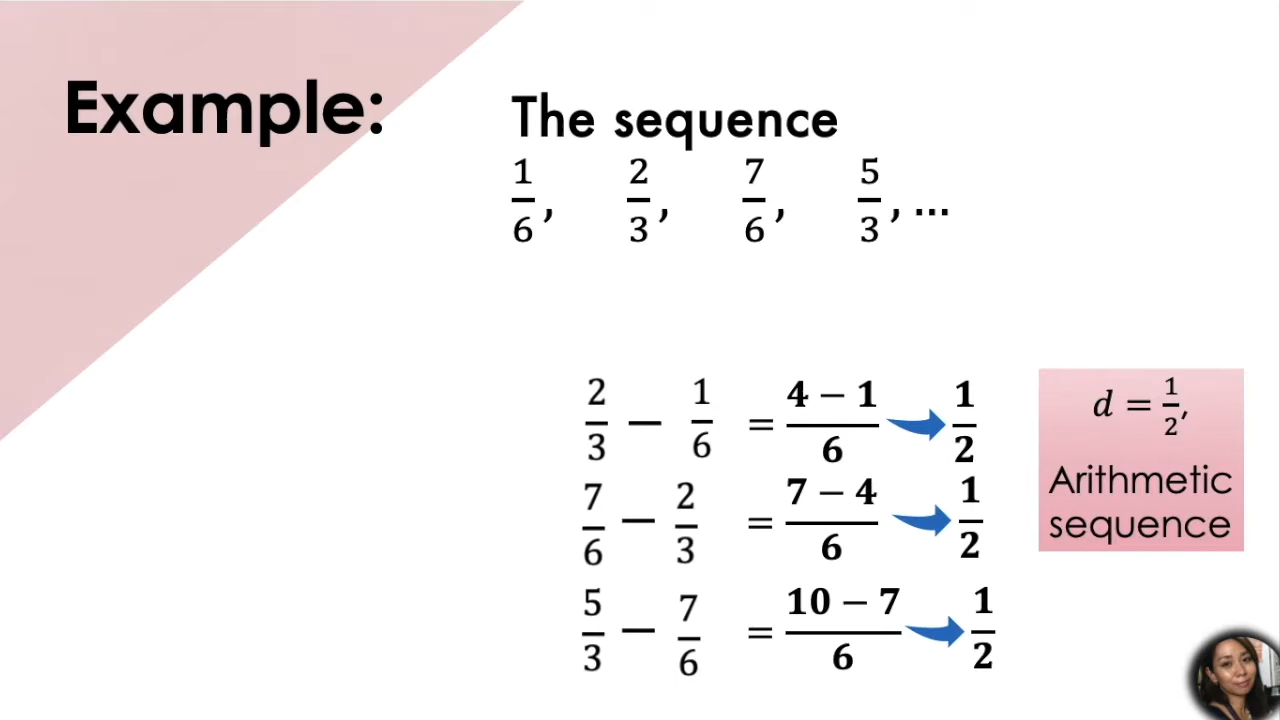 Example:
The sequence
1/6, 2/3, 7/6, 5/3, ...
2/3 − 1/6 = (4 − 1)/6 1/2
7/6 − 2/3 = (7 − 4)/6 1/2
5/3 − 7/6 = (10 − 7)/6 1/2
d = 1/2,
Arithmetic
sequence